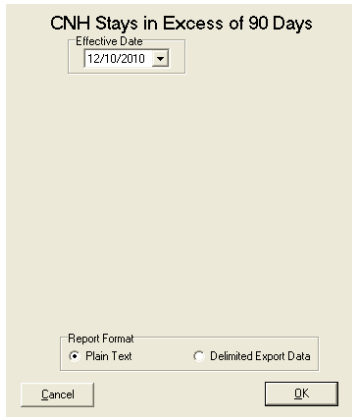 CNH Stays in Excess of 90 Days
Effective Date
12/10/2010
Report Format
Plain Text Delimited Export Data
Cancel OK